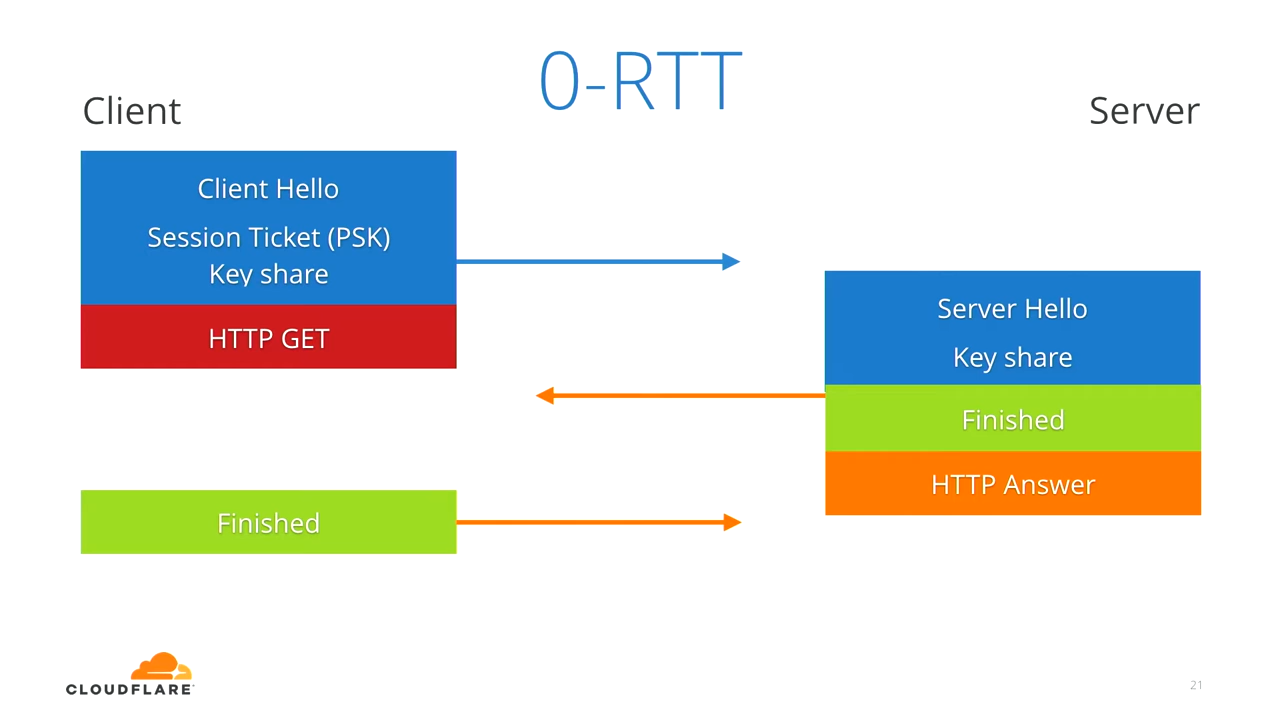 0-RTT
Client
Server
Client Hello
Session Ticket (PSK)
Key share
HTTP GET
Server Hello
Key share
Finished
HTTP Answer
Finished
CLOUDFLARE
21